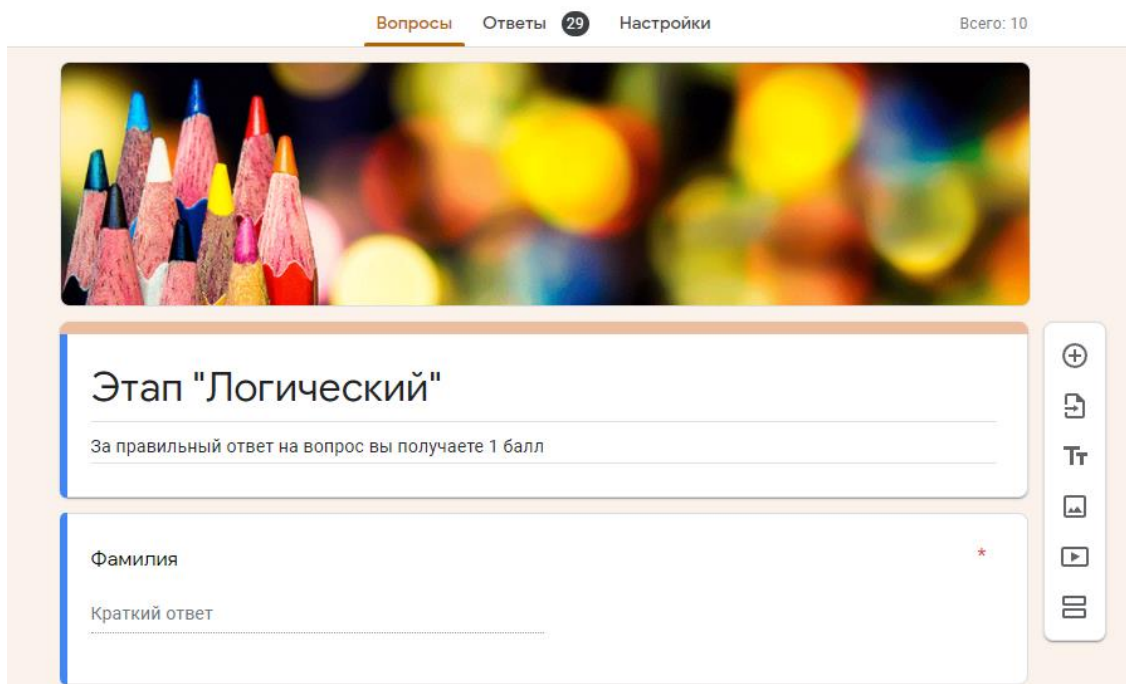 Вопросы Ответы 29 Настройки Всего: 10
Этап "Логический"
За правильный ответ на вопрос вы получаете 1 балл
Фамилия *
Краткий ответ
Тт